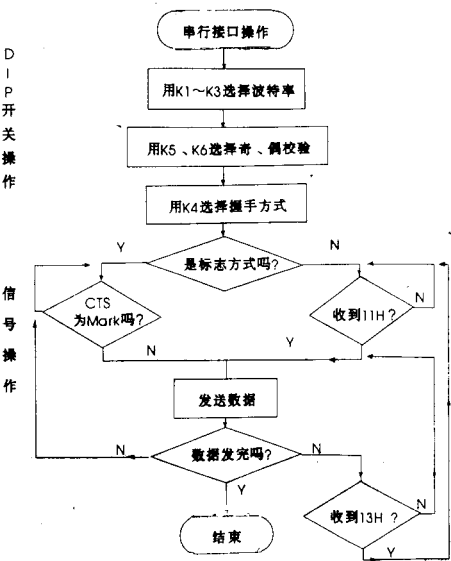 串行接口操作
DIP开关操作
用K1～K3选择波特率
用K5、K6选择奇、偶校验
用K4选择握手方式
Y
是标志方式吗?
N
信号操作
CTS
为Mark吗?
收到11H?
N
N
Y
发送数据
N
数据发完吗?
N
Y
收到13H?
N
结束
Y